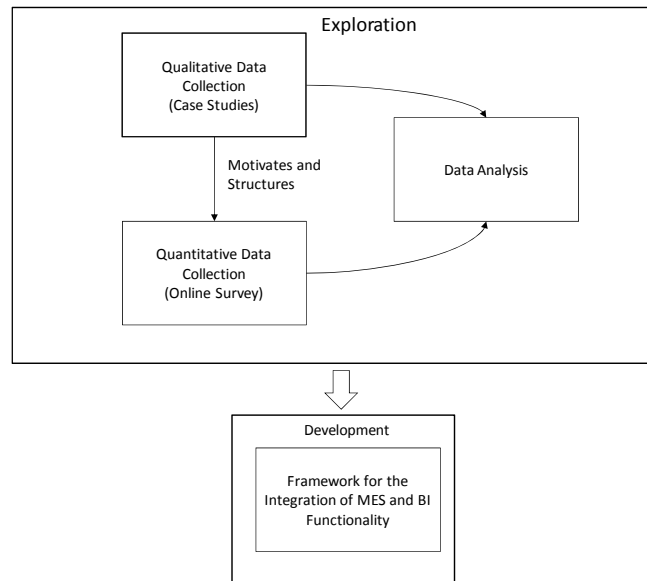 Exploration
Qualitative Data
Collection
(Case Studies)
Motivates and
Structures
Data Analysis
Quantitative Data
Collection
(Online Survey)
Development
Framework for the
Integration of MES and BI
Functionality